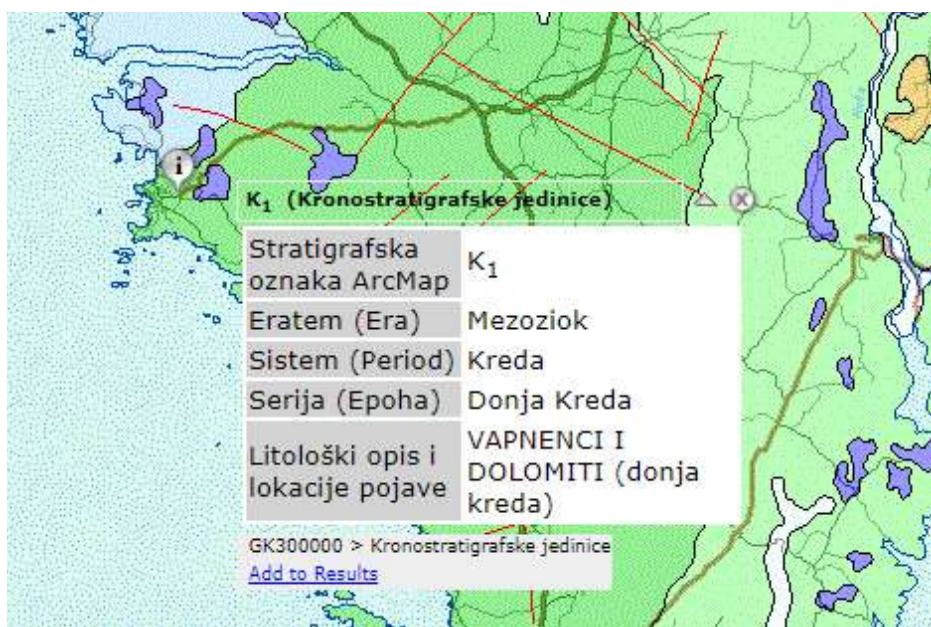 i
K₁ (Kronostratigrafske jedinice)
Stratigrafska
oznaka ArcMap
K₁
Eratem (Era) Mezoziok
Sistem (Period) Kreda
Serija (Epoha) Donja Kreda
Litološki opis i
lokacije pojave
VAPNENCI I
DOLOMITI (donja
kreda)
GK300000 > Kronostratigrafske jedinice
Add to Results